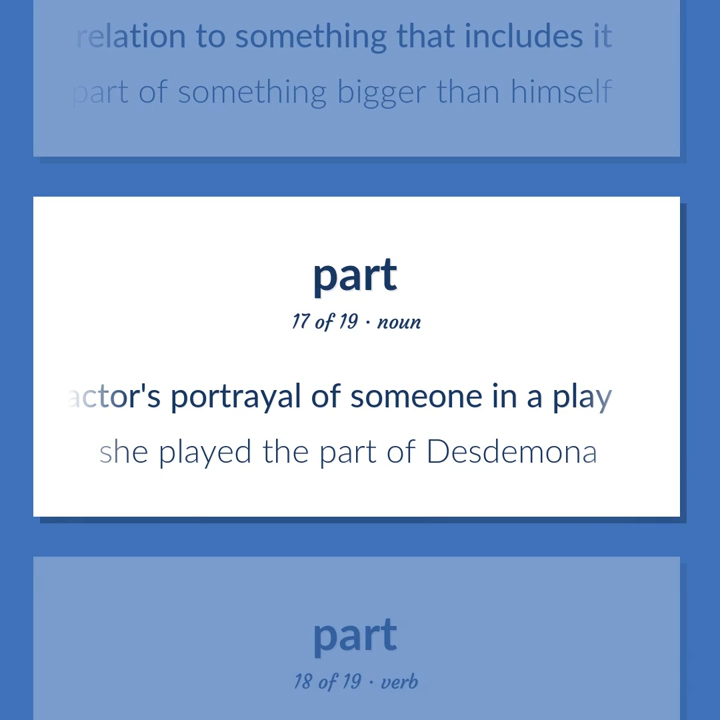 relation to something that includes it
part of something bigger than himself
part
17 of 19 · noun
actor's portrayal of someone in a play
she played the part of Desdemona
part
18 of 19 · verb